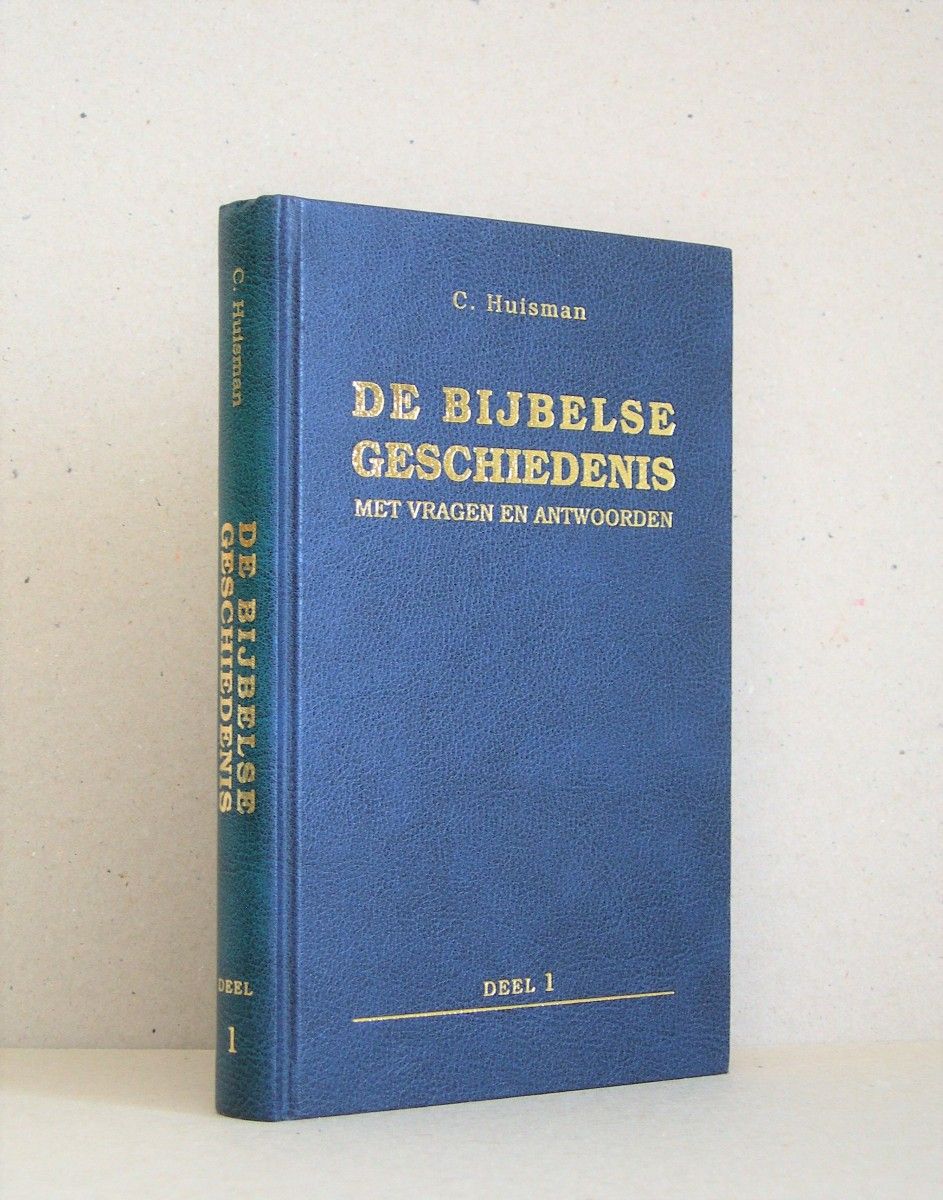 C. Huisman
DE BIJBELSE
GESCHIEDENIS
MET VRAGEN EN ANTWOORDEN
DEEL 1
C. Huisman
DE BIJBELSE
GESCHIEDENIS
DEEL
1